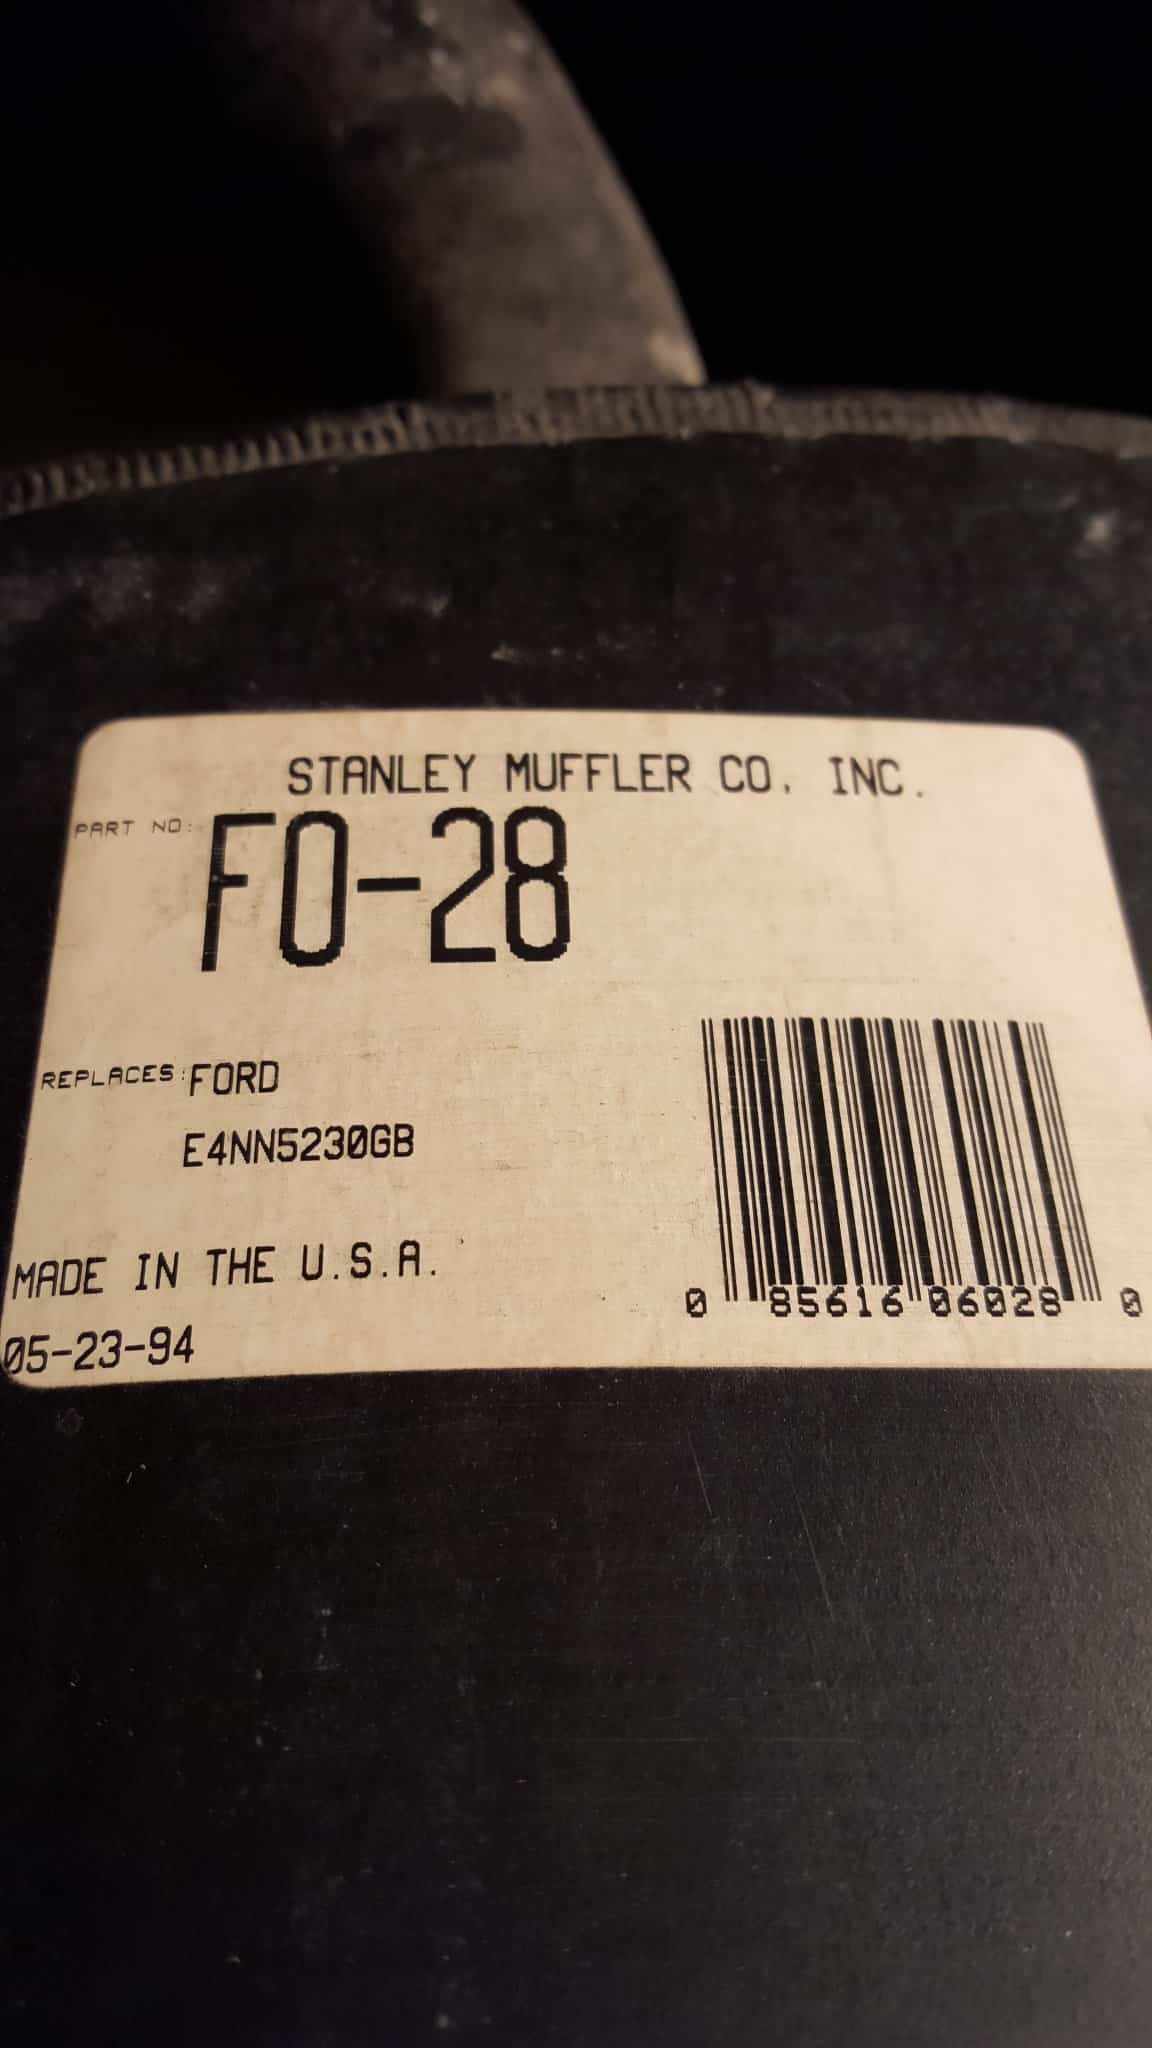 STANLEY MUFFLER CO. INC.
PART NO: FO-28
REPLACES: FORD
E4NN5230GB
MADE IN THE U.S.A.
05-23-94
0 85616 06028 0